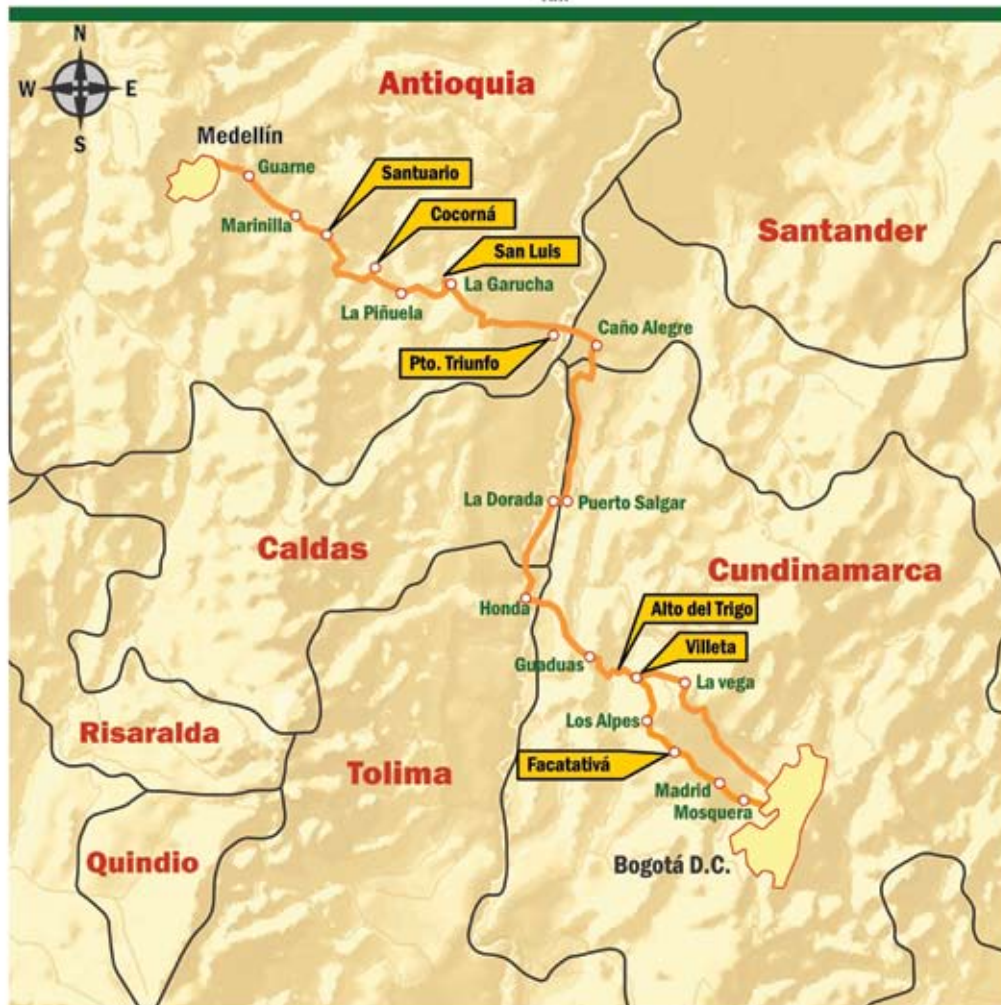 N
Antioquia
W
E
S
Medellín
Guarne
Santuario
Cocorná
Marinilla
Santander
San Luis
La Garucha
La Piñuela
Caño Alegre
Pto. Triunfo
La Dorada
Puerto Salgar
Caldas
Cundinamarca
Honda
Alto del Trigo
Villeta
Guaduas
La vega
Los Alpes
Risaralda
Facatativá
Tolima
Madrid
Mosquera
Quindio
Bogotá D.C.